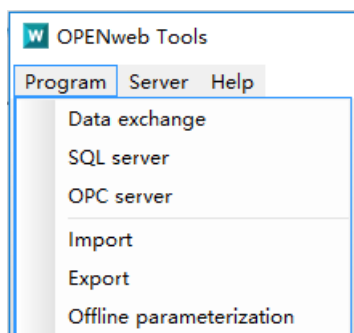 W OPENweb Tools
Program Server Help
Data exchange
SQL server
OPC server
Import
Export
Offline parameterization